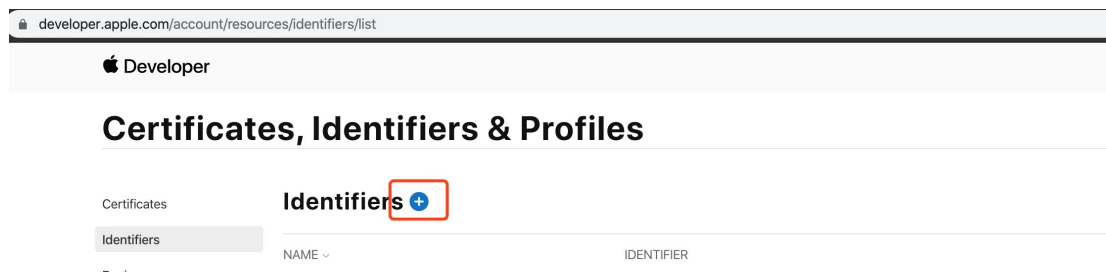 developer.apple.com/account/resources/identifiers/list
Developer
Certificates, Identifiers & Profiles
Certificates
Identifiers
Identifiers
NAME
IDENTIFIER